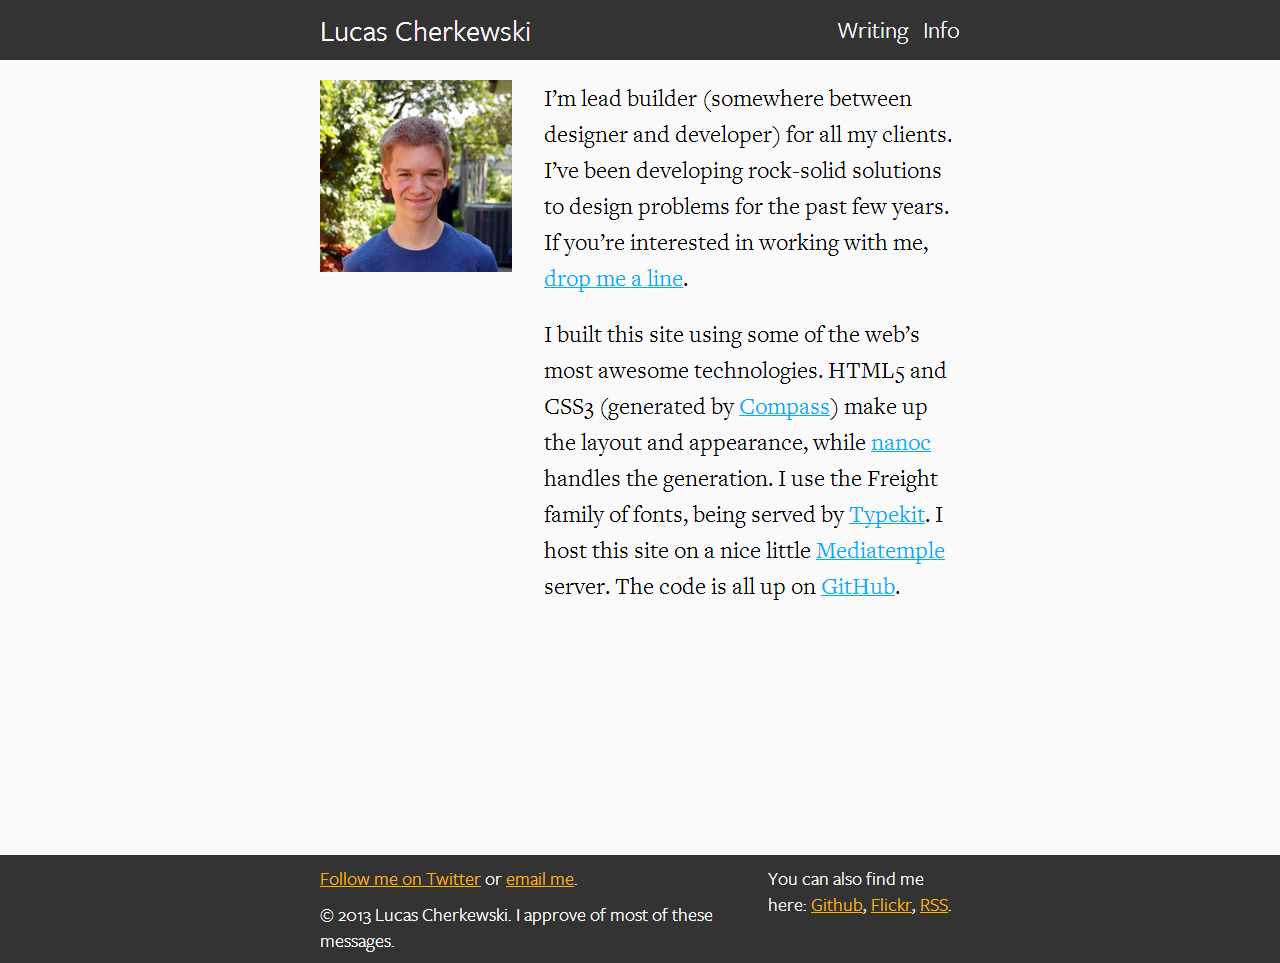 Lucas Cherkewski
Writing Info
I’m lead builder (somewhere between
designer and developer) for all my clients.
I’ve been developing rock-solid solutions
to design problems for the past few years.
If you’re interested in working with me,
drop me a line.
I built this site using some of the web’s
most awesome technologies. HTML5 and
CSS3 (generated by Compass) make up
the layout and appearance, while nanoc
handles the generation. I use the Freight
family of fonts, being served by Typekit. I
host this site on a nice little Mediatemple
server. The code is all up on GitHub.
Follow me on Twitter or email me.
© 2013 Lucas Cherkewski. I approve of most of these
messages.
You can also find me
here: Github, Flickr, RSS.